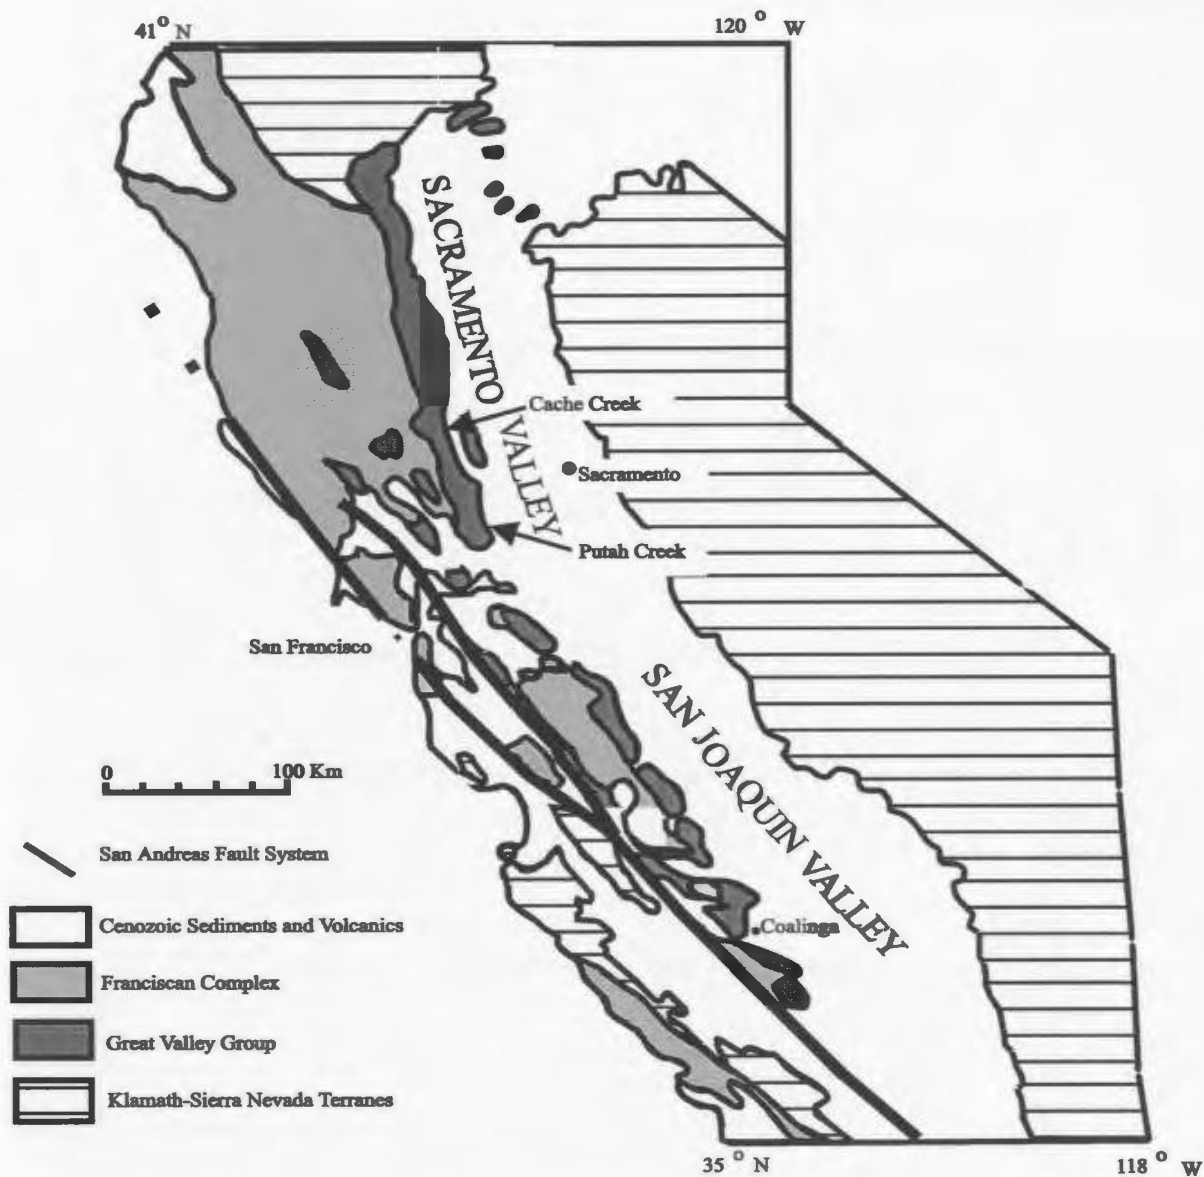 41° N
120° W
SACRAMENTO
VALLEY
Cache Creek
Sacramento
Putah Creek
San Francisco
SAN JOAQUIN VALLEY
0 100 Km
San Andreas Fault System
Cenozoic Sediments and Volcanics
Coalinga
Franciscan Complex
Great Valley Group
Klamath-Sierra Nevada Terranes
35° N
118° W